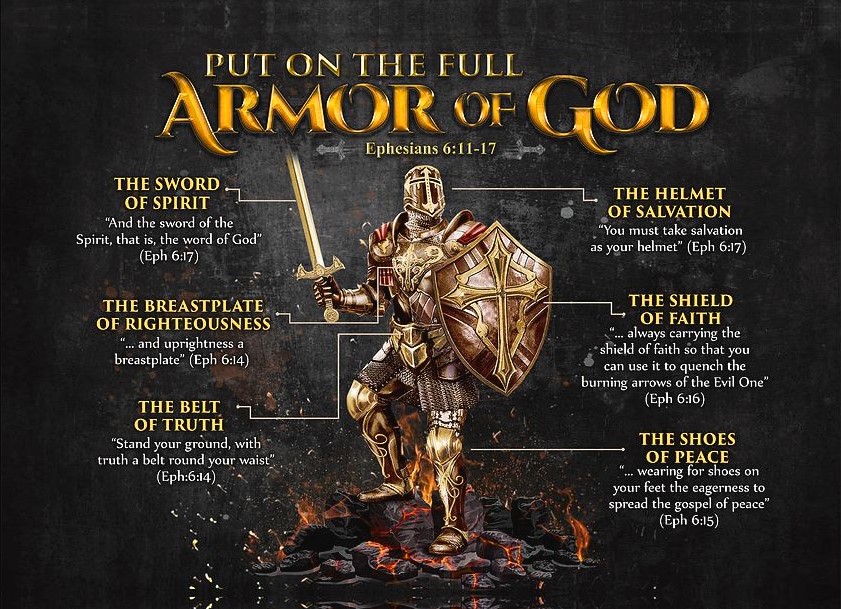 PUT ON THE FULL
ARMOR OF GOD
Ephesians 6:11-17
THE SWORD
OF SPIRIT
“And the sword of the
Spirit, that is, the word of God”
(Eph 6:17)
THE BREASTPLATE
OF RIGHTEOUSNESS
“... and uprightness a
breastplate” (Eph 6:14)
THE BELT
OF TRUTH
“Stand your ground, with
truth a belt round your waist”
(Eph:6:14)
THE HELMET
OF SALVATION
“You must take salvation
as your helmet” (Eph 6:17)
THE SHIELD
OF FAITH
“... always carrying the
shield of faith so that you
can use it to quench the
burning arrows of the Evil One”
(Eph 6:16)
THE SHOES
OF PEACE
“... wearing for shoes on
your feet the eagerness to
spread the gospel of peace”
(Eph 6:15)